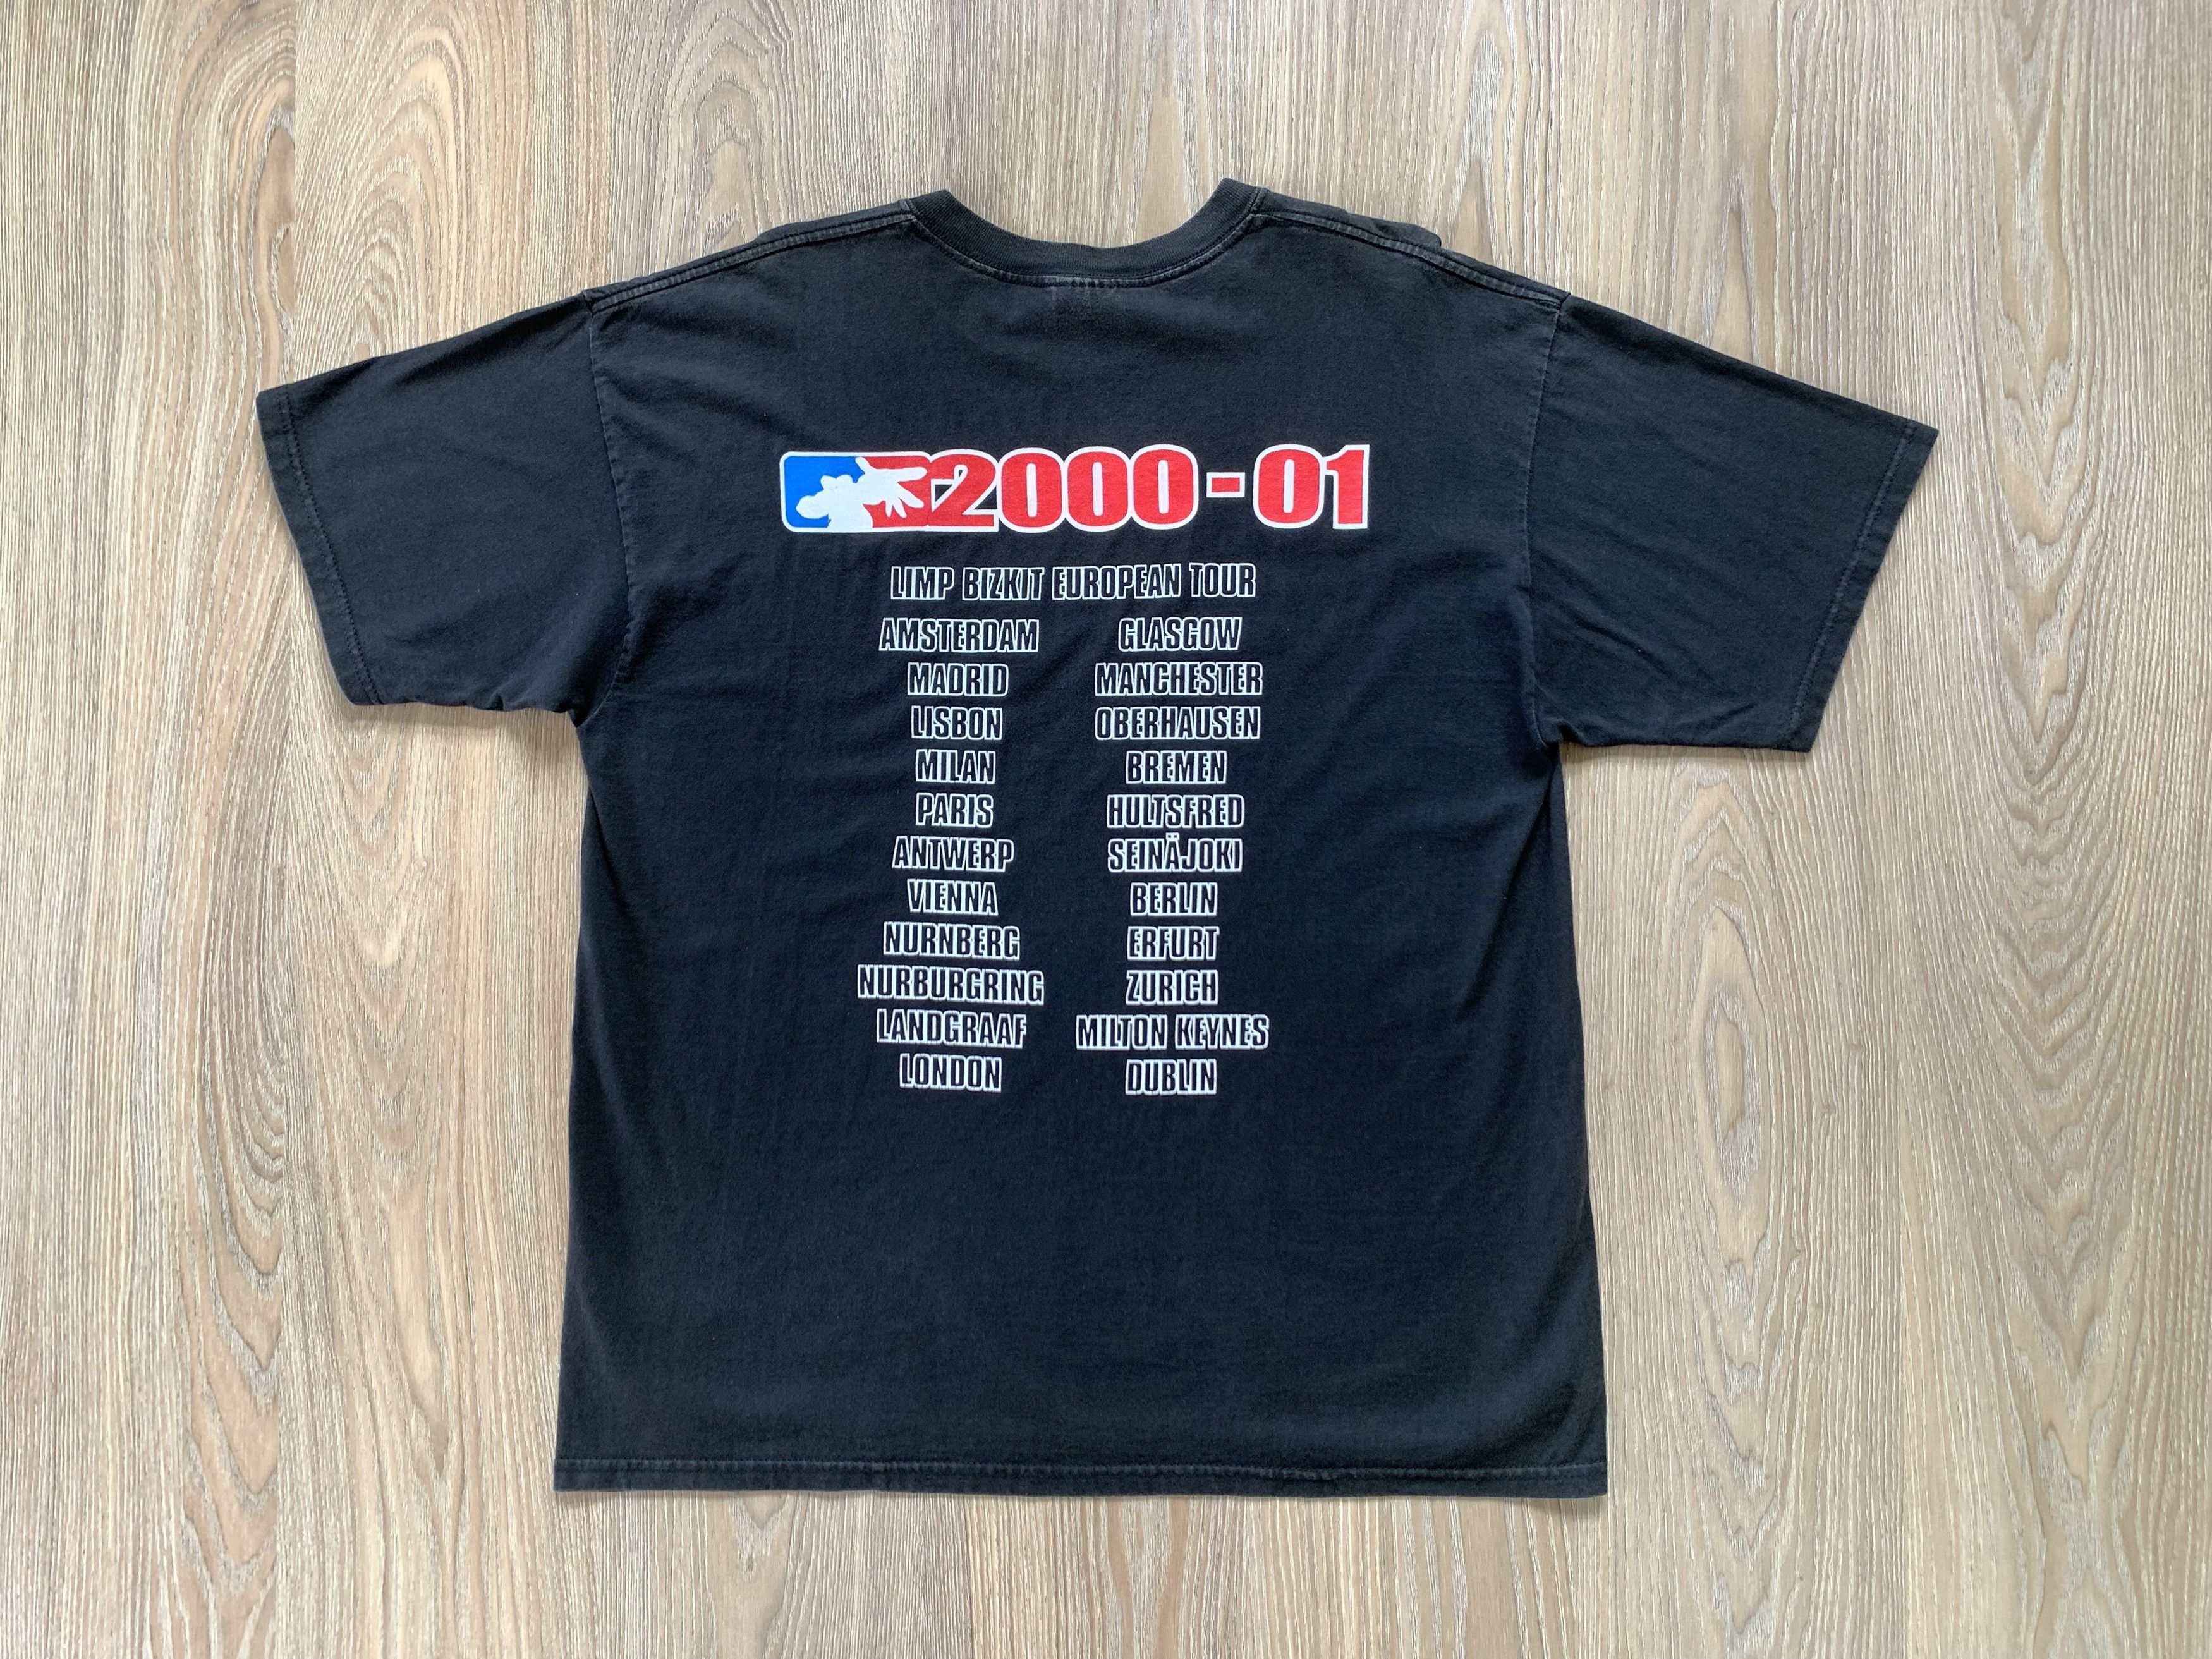 2000-01
LIMP BIZKIT EUROPEAN TOUR
AMSTERDAM
MADRID
LISBON
MILAN
PARIS
ANTWERP
VIENNA
NURNBERG
NURBURGRING
LANDGRAAF
LONDON
GLASGOW
MANCHESTER
OBERHAUSEN
BREMEN
HULTSFRED
SEINÄJOKI
BERLIN
ERFURT
ZURICH
MILTON KEYNES
DUBLIN